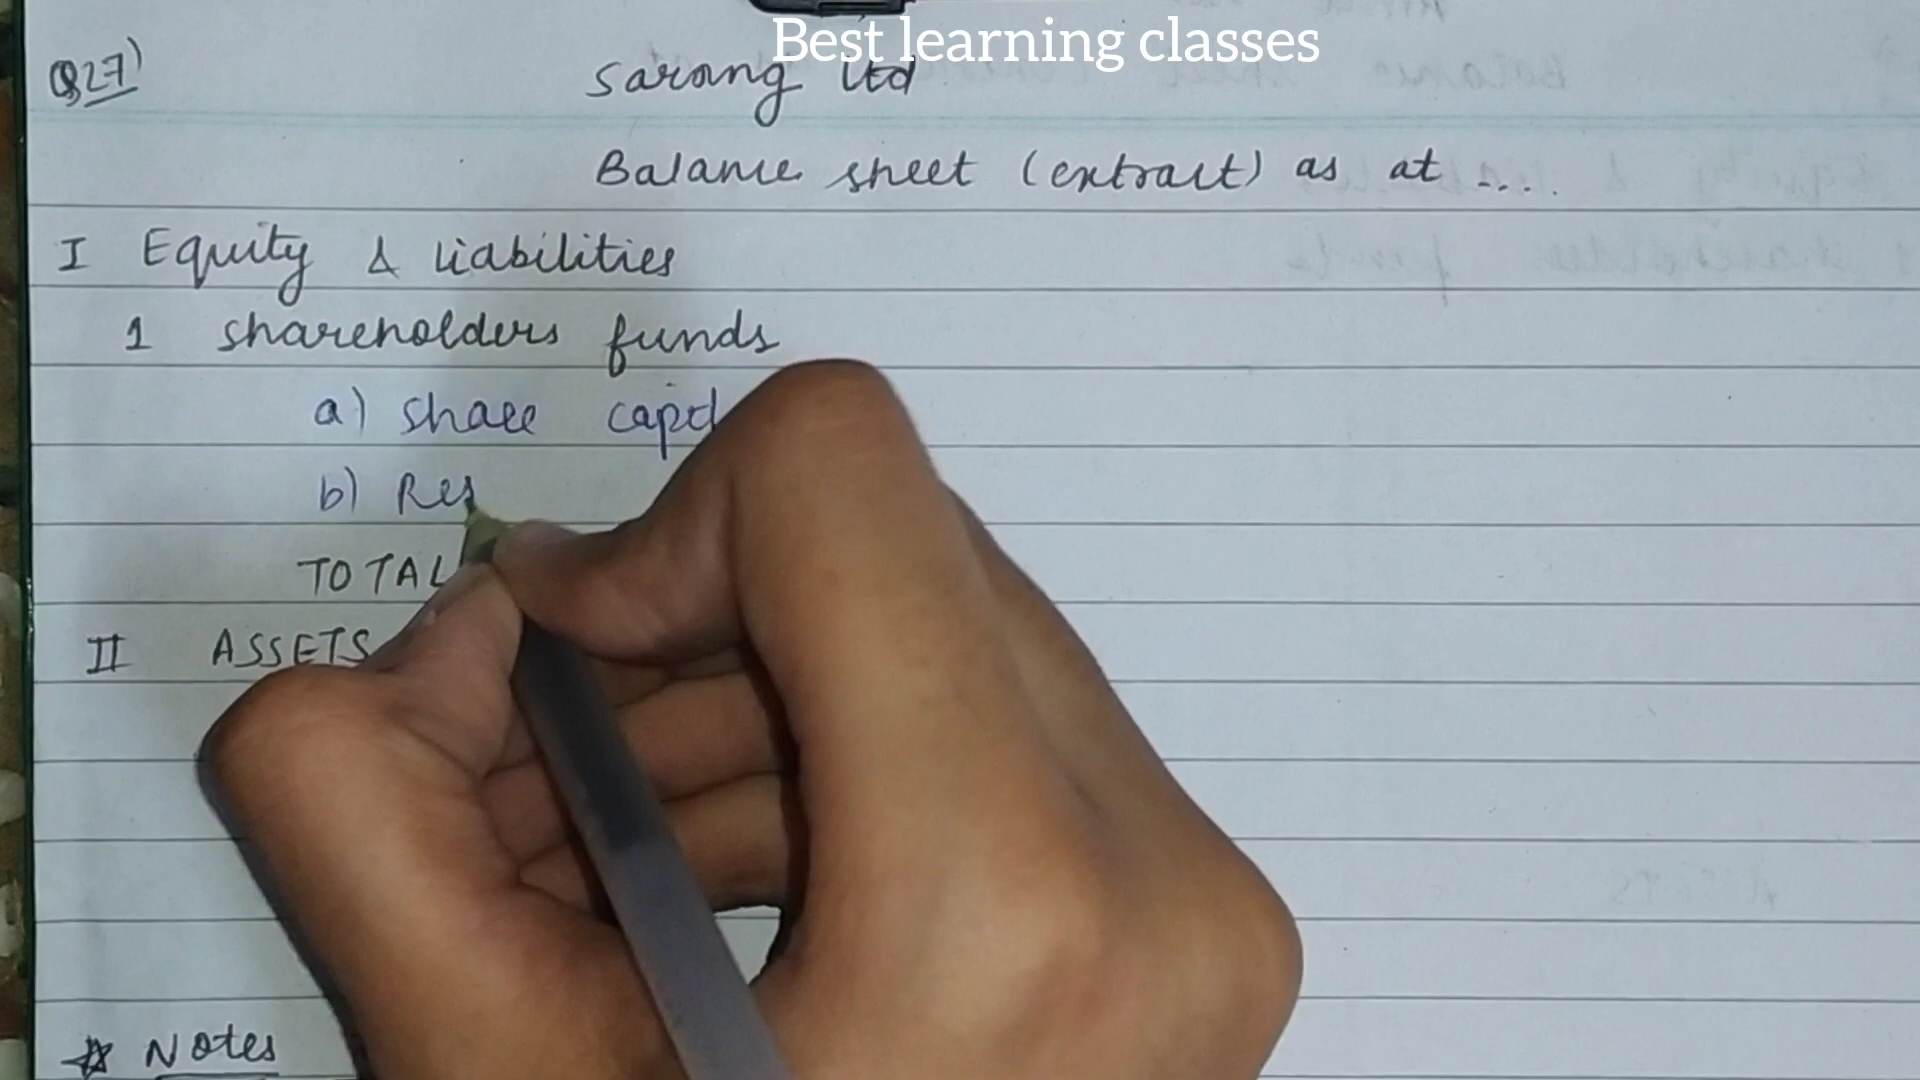 Best learning classes
Q27)
Sarang Ltd
Balance sheet (extract) as at ....
I Equity & liabilities
1 shareholders funds
a) share
b) Res
TOTAL
II ASSETS
☆ Notes